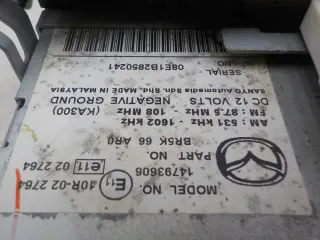 MODEL NO.
14793606
PART NO.
BRSK 66 AR0
E11 10R-02 2764
e11 02 2764
AM : 531 kHz - 1602 kHz
FM : 87.5 MHz - 108 MHz (KA300)
DC 12 VOLTS NEGATIVE GROUND
SANYO Automedia Sdn. Bhd. MADE IN MALAYSIA
SERIAL NO.
08E1B2850241